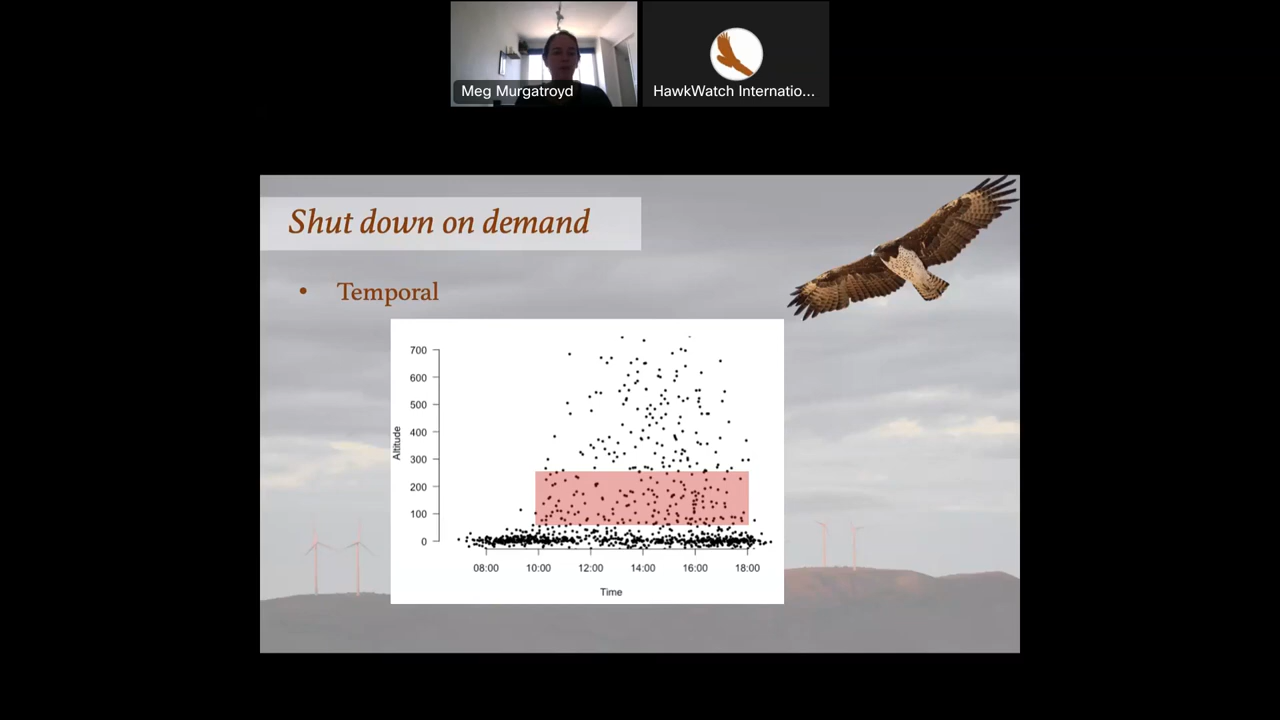 Meg Murgatroyd
HawkWatch Internatio...
Shut down on demand
• Temporal
700
600
500
400
300
200
100
0
Altitude
08:00 10:00 12:00 14:00 16:00 18:00
Time